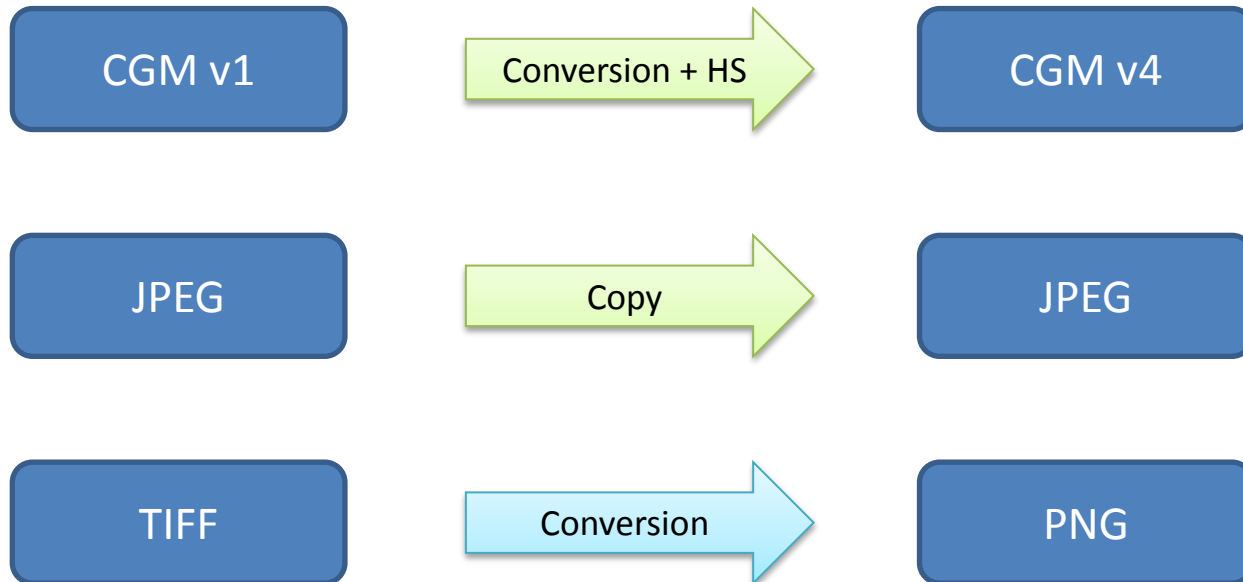 CGM v1
Conversion + HS
CGM v4
JPEG
Copy
JPEG
TIFF
Conversion
PNG